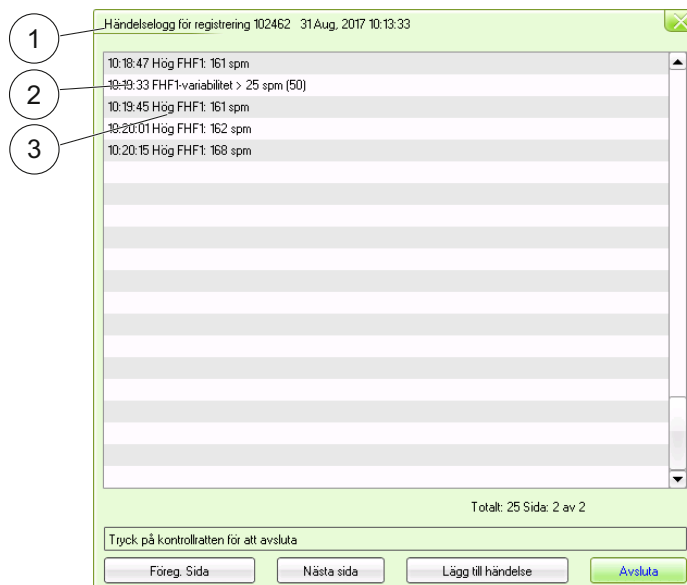 1
Händelselogg för registrering 102462 31 Aug, 2017 10:13:33
10:18:47 Hög FHF1: 161 spm
2
10:19:33 FHF1-variabilitet > 25 spm (50)
10:19:45 Hög FHF1: 161 spm
3
10:20:01 Hög FHF1: 162 spm
10:20:15 Hög FHF1: 168 spm
Totalt: 25 Sida: 2 av 2
Tryck på kontrollratten för att avsluta
Föreg. Sida Nästa sida Lägg till händelse Avsluta